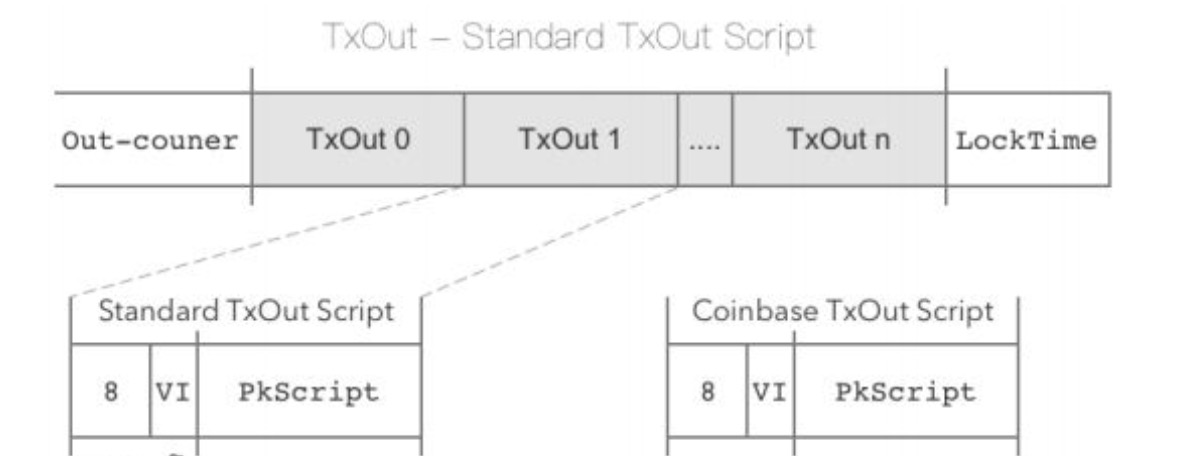 TxOut – Standard TxOut Script
Out-couner TxOut 0 TxOut 1 .... TxOut n LockTime
Standard TxOut Script Coinbase TxOut Script
8 VI PkScript 8 VI PkScript